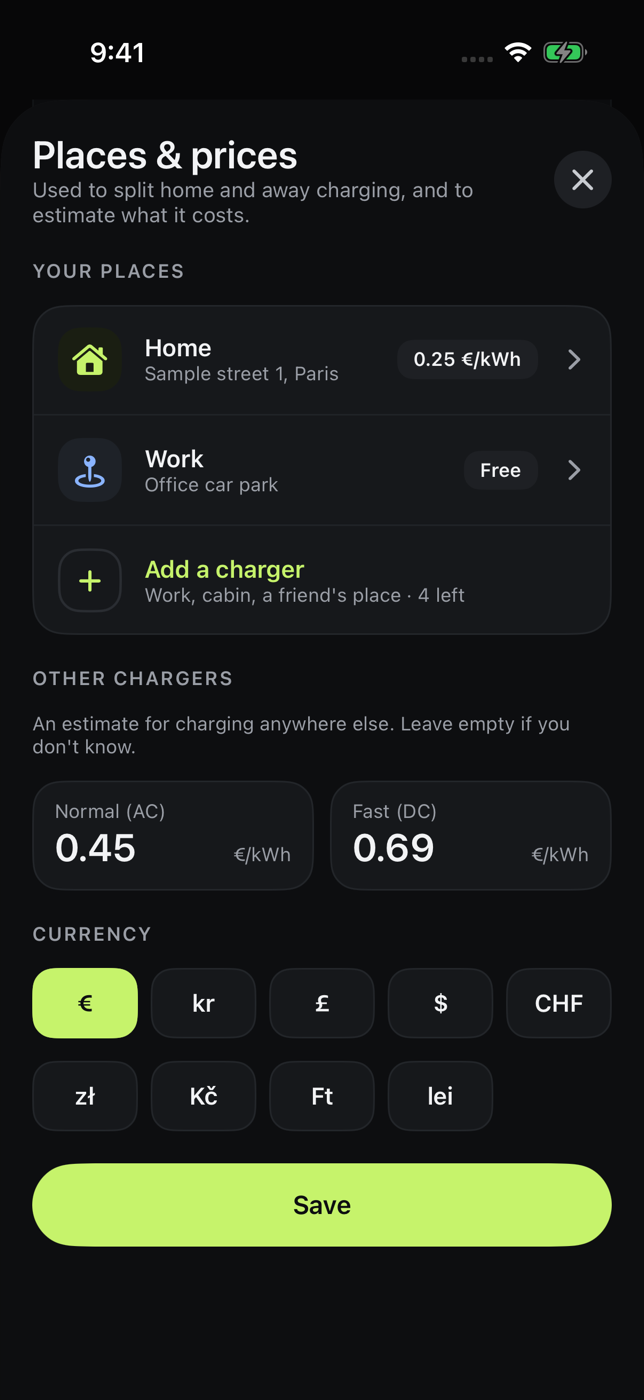 9:41
Places & prices
Used to split home and away charging, and to
estimate what it costs.
YOUR PLACES
Home
Sample street 1, Paris
0.25 €/kWh
Work
Office car park
Free
Add a charger
Work, cabin, a friend's place · 4 left
OTHER CHARGERS
An estimate for charging anywhere else. Leave empty if you
don't know.
Normal (AC)
0.45
€/kWh
Fast (DC)
0.69
€/kWh
CURRENCY
€
kr
£
$
CHF
zł
Kč
Ft
lei
Save